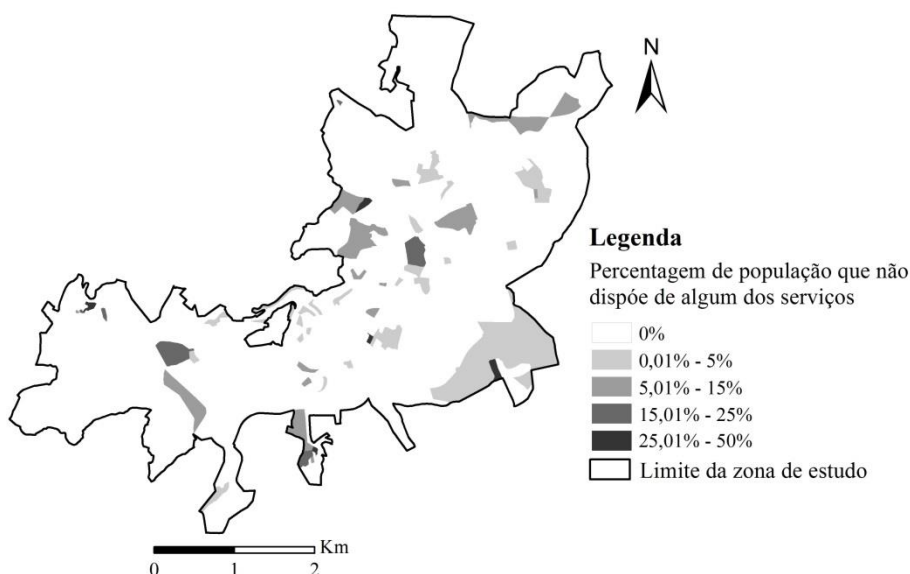 N
Legenda
Percentagem de população que não
dispóe de algum dos serviços
0%
0,01% - 5%
5,01% - 15%
15,01% - 25%
25,01% - 50%
Limite da zona de estudo
Km
0 1 2